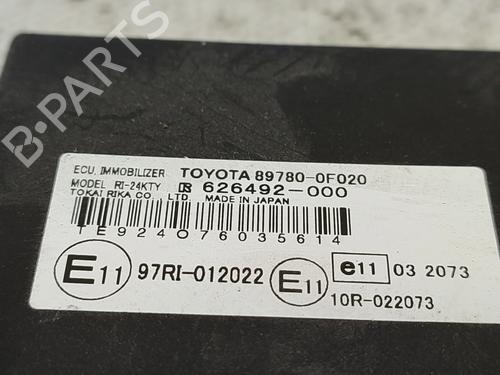 B-PARTS
ECU, IMMOBILIZER TOYOTA 89780-0F020
MODEL RI-24KTY 626492-000
TOKAI RIKA CO. LTD. MADE IN JAPAN
TE924076035614
E11 97RI-012022 E11 e11 03 2073
10R-022073